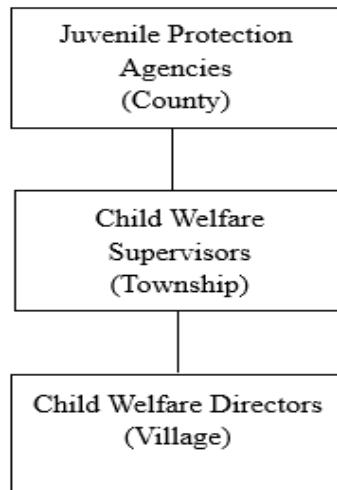 Juvenile Protection
Agencies
(County)
Child Welfare
Supervisors
(Township)
Child Welfare Directors
(Village)